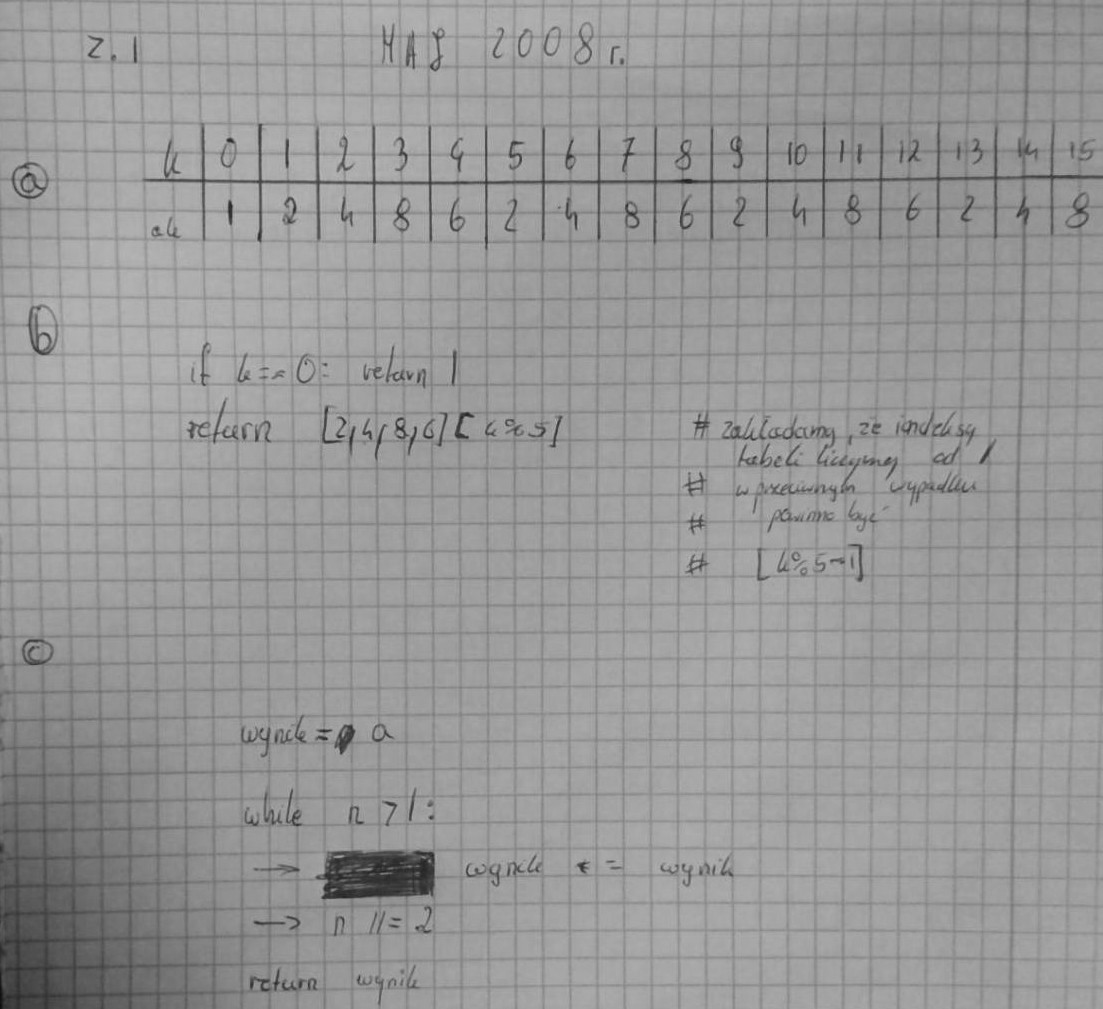 z.1 MAJ 2008 r.
a
k 0 1 2 3 4 5 6 7 8 9 10 11 12 13 14 15
ak 1 2 4 8 6 2 4 8 6 2 4 8 6 2 4 8
b
if k == 0: return 1
return [2,4,8,6][k%5] # zakładamy, że indeksy
tabeli liczymy od 1
# w przeciwnym wypadku
# powinno być
# [k%5-1]
c
wynik = a
while n > 1:
→ wynik *= wynik
→ n //= 2
return wynik